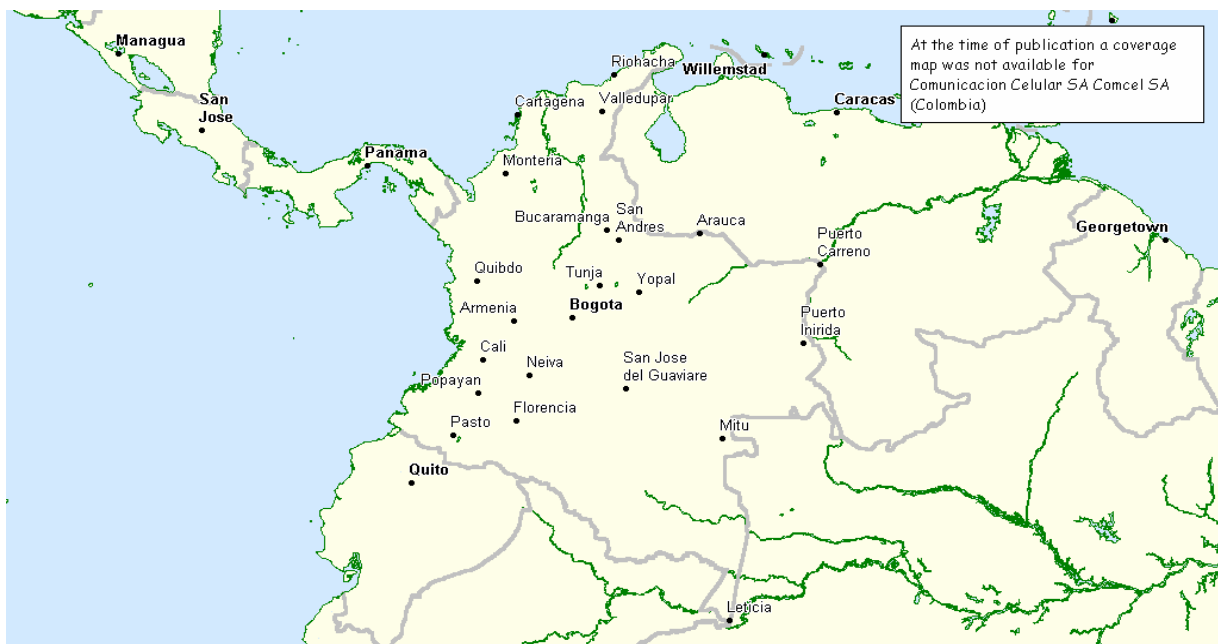 Managua
San
Jose
Panama
Riohacha
Willemstad
Cartagena
Valledupar
Caracas
At the time of publication a coverage
map was not available for
Comunicacion Celular SA Comcel SA
(Colombia)
Monteria
Bucaramanga
San
Andres
Arauca
Puerto
Carreno
Georgetown
Quibdo
Tunja
Yopal
Armenia
Bogota
Puerto
Inirida
Cali
Neiva
San Jose
del Guaviare
Popayan
Florencia
Pasto
Mitu
Quito
Leticia